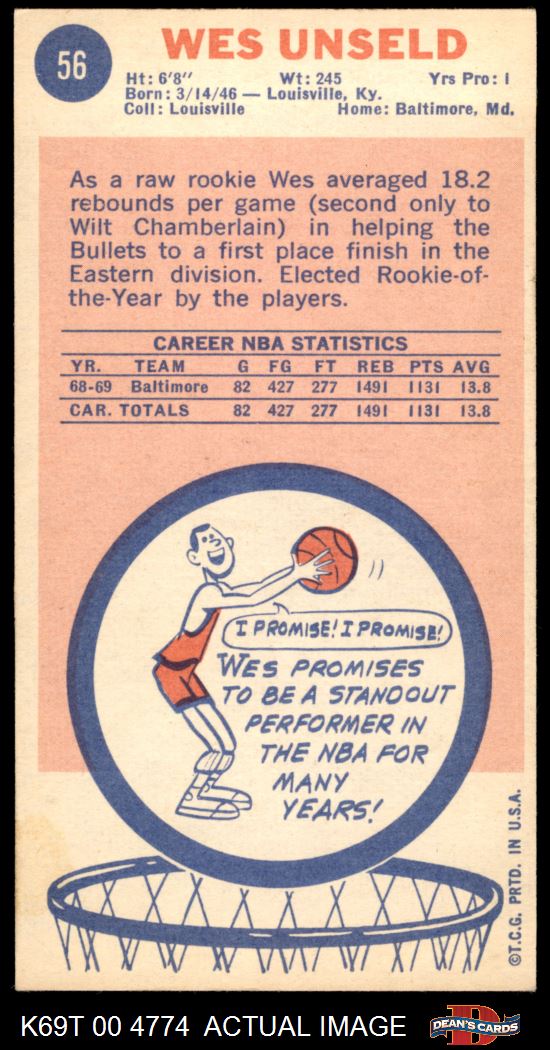 56
WES UNSELD
Ht: 6'8" Wt: 245 Yrs Pro: 1
Born: 3/14/46 — Louisville, Ky.
Coll: Louisville Home: Baltimore, Md.
As a raw rookie Wes averaged 18.2
rebounds per game (second only to
Wilt Chamberlain) in helping the
Bullets to a first place finish in the
Eastern division. Elected Rookie-of-
the-Year by the players.
CAREER NBA STATISTICS
YR. TEAM G FG FT REB PTS AVG
68-69 Baltimore 82 427 277 1491 1131 13.8
CAR. TOTALS 82 427 277 1491 1131 13.8
I PROMISE! I PROMISE!
WES PROMISES
TO BE A STANDOUT
PERFORMER IN
THE NBA FOR
MANY
YEARS!
©T.C.G. PRTD. IN U.S.A.
K69T 00 4774 ACTUAL IMAGE
D
DEAN'S CARDS